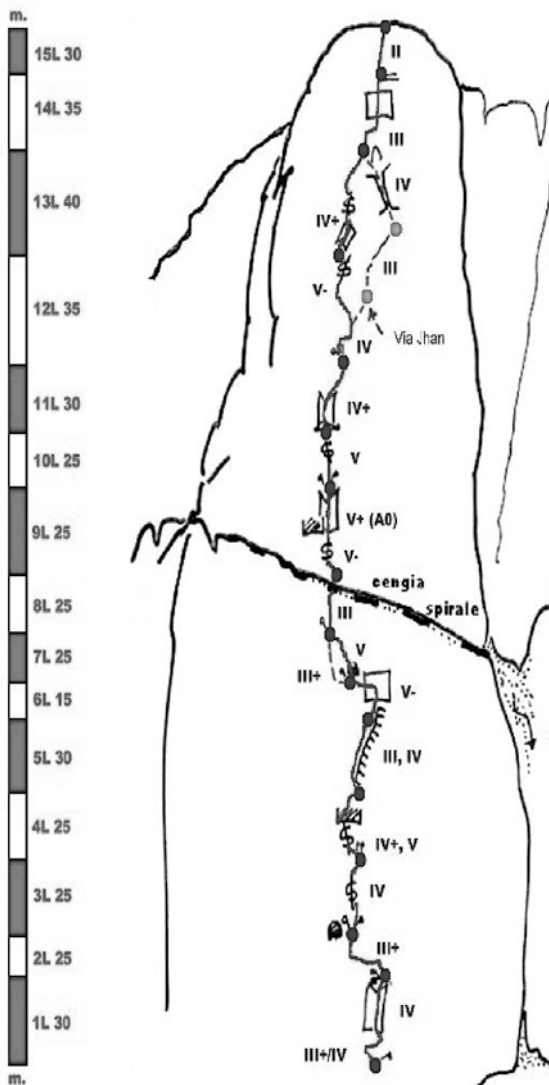 m.
15L 30
II
14L 35
III
13L 40
IV
IV+
III
V-
12L 35
Via Jhan
IV
11L 30
IV+
10L 25
V
V+ (A0)
9L 25
V-
cengia
spirale
8L 25
III
7L 25
V
III+
V-
6L 15
5L 30
III, IV
4L 25
IV+, V
3L 25
IV
2L 25
III+
IV
1L 30
III+/IV
m.